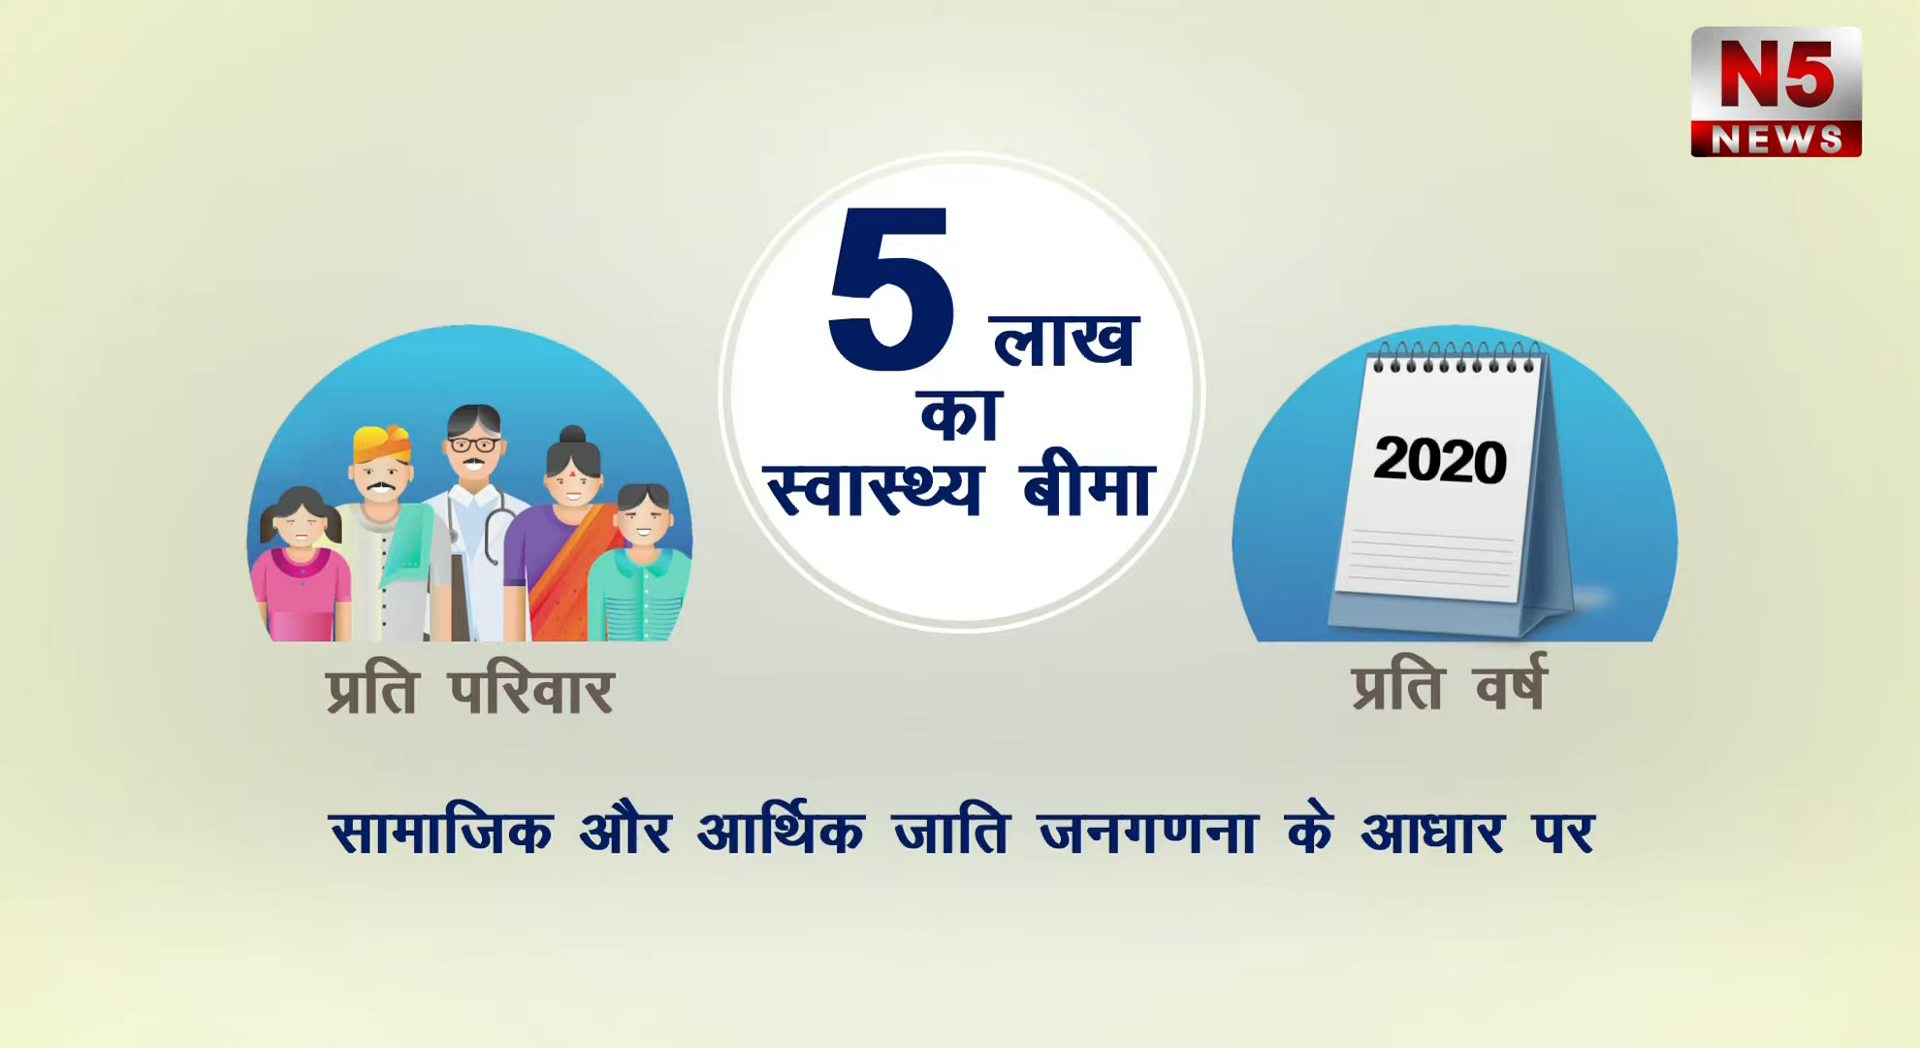 N5
NEWS
5 लाख
का
स्वास्थ्य बीमा
2020
प्रति परिवार
प्रति वर्ष
सामाजिक और आर्थिक जाति जनगणना के आधार पर